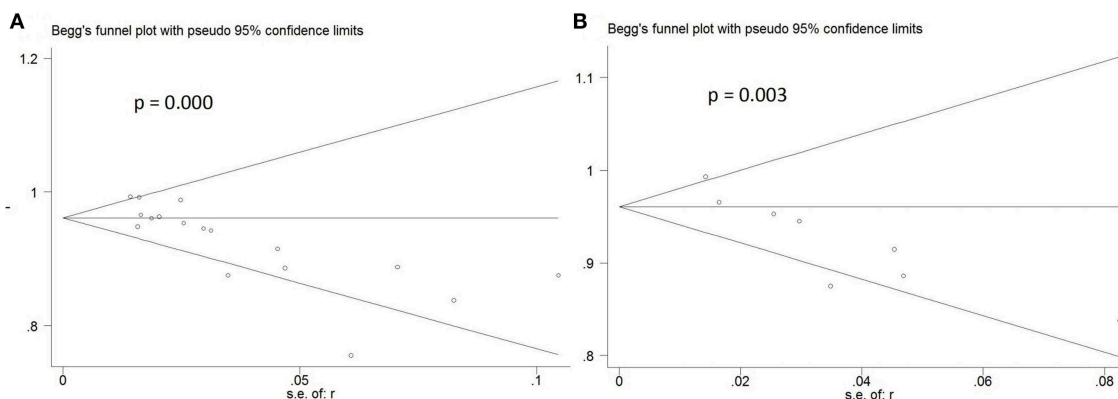 A
Begg's funnel plot with pseudo 95% confidence limits
1.2
1.1
1
.8
p = 0.000
0
.05
.1
s.e. of: r
B
Begg's funnel plot with pseudo 95% confidence limits
1.1
1
.9
.8
p = 0.003
0
.02
.04
.06
.08
s.e. of: r